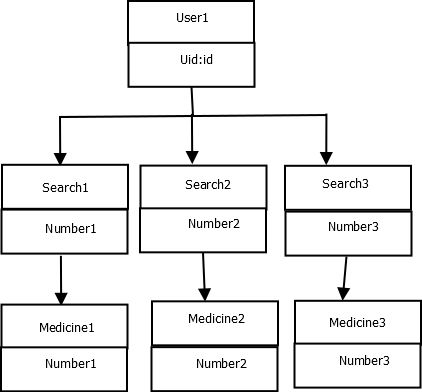 User1
Uid:id
Search1
Number1
Search2
Number2
Search3
Number3
Medicine1
Number1
Medicine2
Number2
Medicine3
Number3